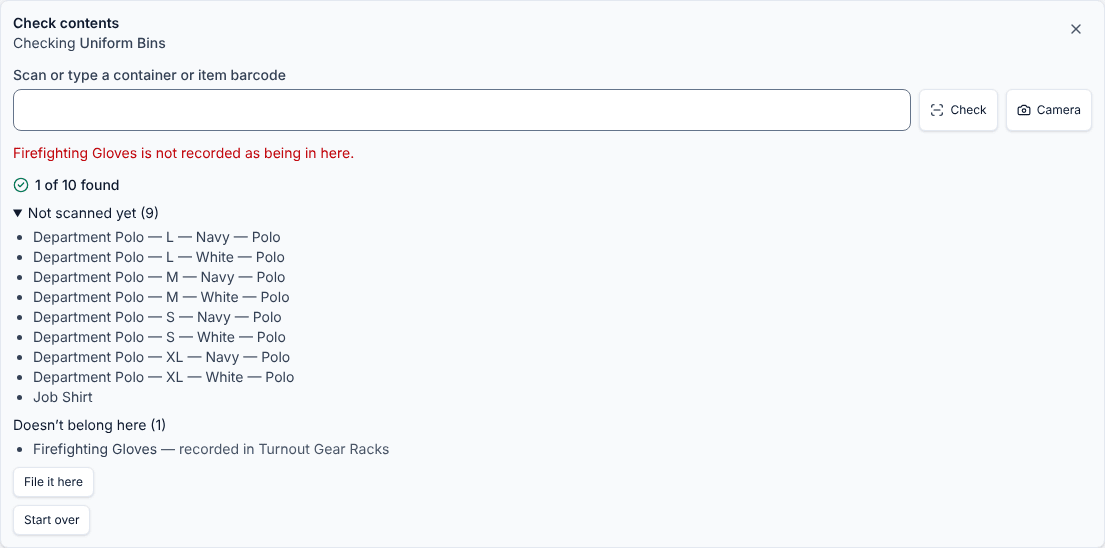 Check contents
Checking Uniform Bins
Scan or type a container or item barcode
Check
Camera
Firefighting Gloves is not recorded as being in here.
1 of 10 found
Not scanned yet (9)
Department Polo — L — Navy — Polo
Department Polo — L — White — Polo
Department Polo — M — Navy — Polo
Department Polo — M — White — Polo
Department Polo — S — Navy — Polo
Department Polo — S — White — Polo
Department Polo — XL — Navy — Polo
Department Polo — XL — White — Polo
Job Shirt
Doesn’t belong here (1)
Firefighting Gloves — recorded in Turnout Gear Racks
File it here
Start over